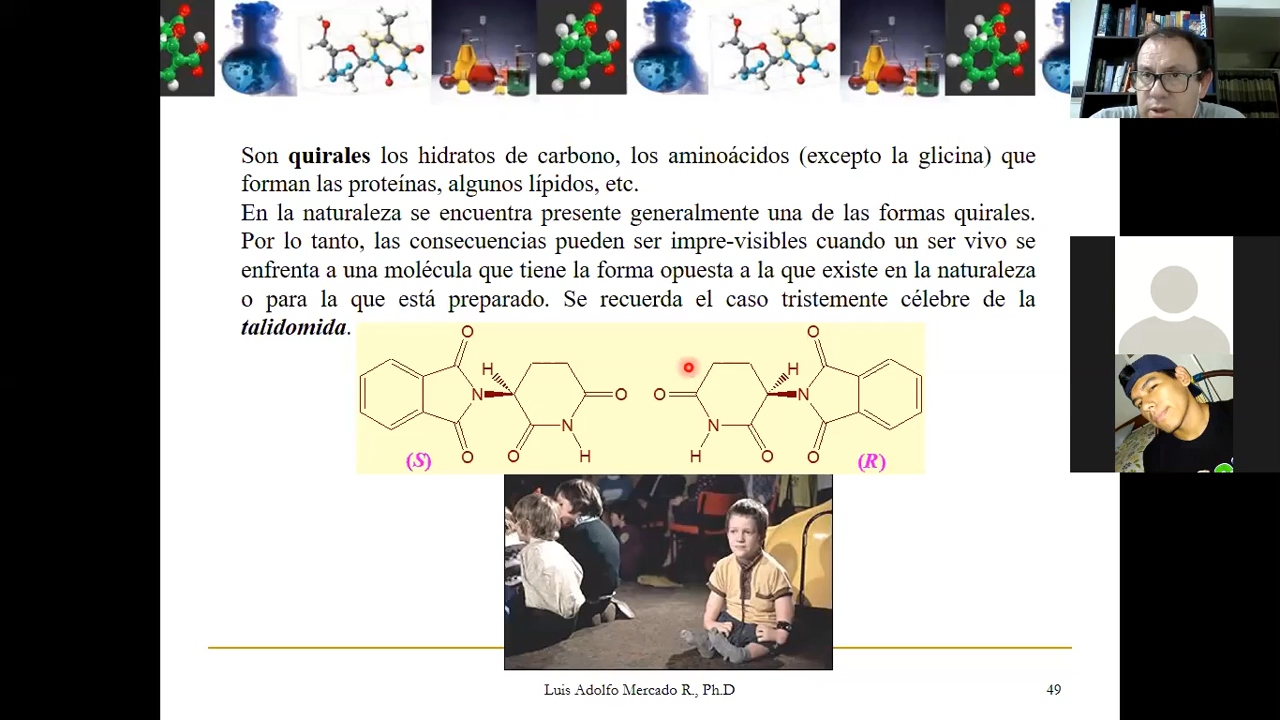 Son quirales los hidratos de carbono, los aminoácidos (excepto la glicina) que
forman las proteínas, algunos lípidos, etc.
En la naturaleza se encuentra presente generalmente una de las formas quirales.
Por lo tanto, las consecuencias pueden ser impre-visibles cuando un ser vivo se
enfrenta a una molécula que tiene la forma opuesta a la que existe en la naturaleza
o para la que está preparado. Se recuerda el caso tristemente célebre de la
talidomida.
O O
H H
N O O N
N N
O H H O
O O
(S) (R)
Luis Adolfo Mercado R., Ph.D 49